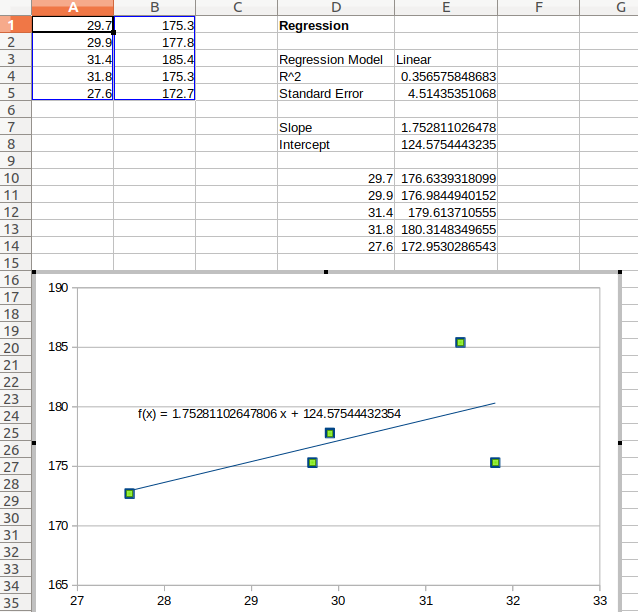 A B C D E F G
1 29.7 175.3 Regression
2 29.9 177.8
3 31.4 185.4 Regression Model Linear
4 31.8 175.3 R^2 0.356575848683
5 27.6 172.7 Standard Error 4.51435351068
6
7 Slope 1.752811026478
8 Intercept 124.5754443235
9
10 29.7 176.6339318099
11 29.9 176.9844940152
12 31.4 179.613710555
13 31.8 180.3148349655
14 27.6 172.9530286543
15
16
17
18
19
20
21
22
23
24
25
26
27
28
29
30
31
32
33
34
35
190
185
180
f(x) = 1.75281102647806 x + 124.57544432354
175
170
165
27 28 29 30 31 32 33